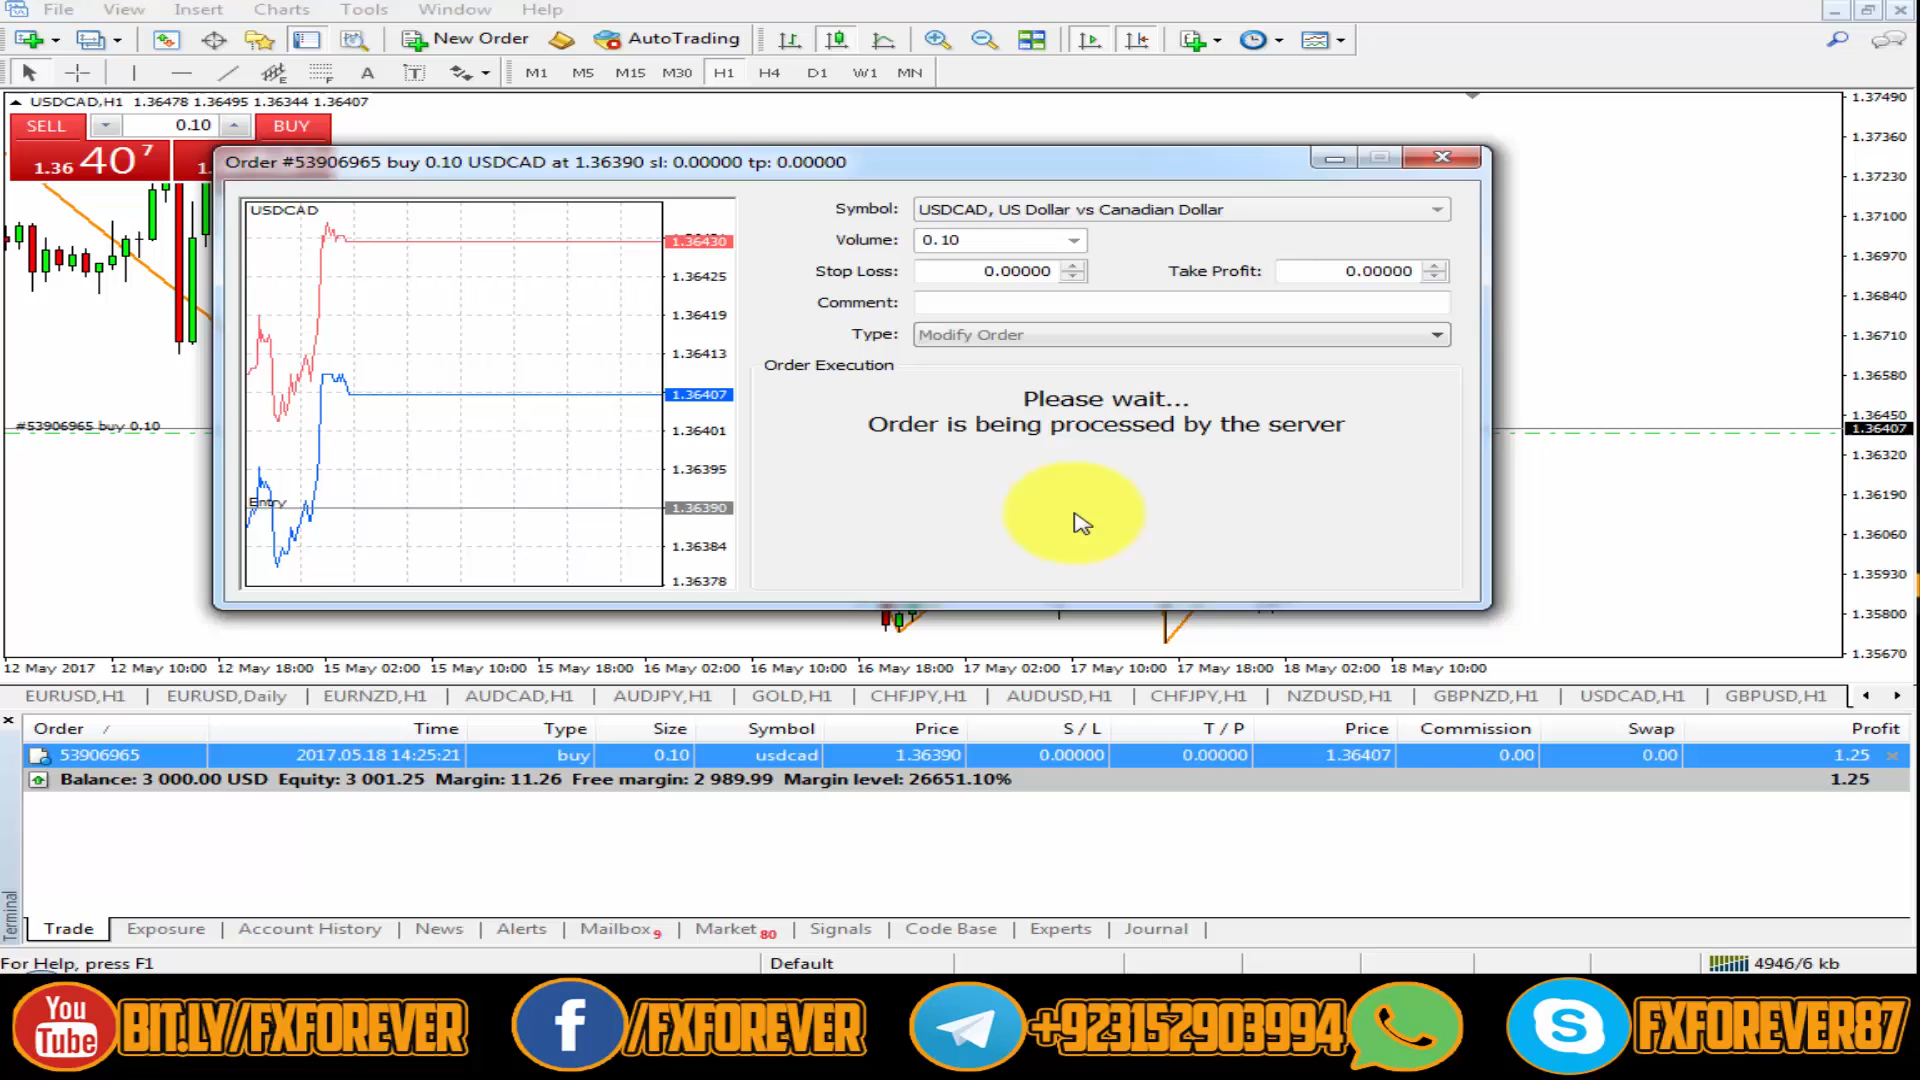 File View Insert Charts Tools Window Help
New Order AutoTrading
A T M1 M5 M15 M30 H1 H4 D1 W1 MN
USDCAD,H1 1.36478 1.36495 1.36344 1.36407
SELL 0.10 BUY
1.36 40 7 1.
Order #53906965 buy 0.10 USDCAD at 1.36390 sl: 0.00000 tp: 0.00000
USDCAD
1.36430
1.36425
1.36419
1.36413
1.36407
1.36401
1.36395
Entry 1.36390
1.36384
1.36378
Symbol: USDCAD, US Dollar vs Canadian Dollar
Volume: 0.10
Stop Loss: 0.00000 Take Profit: 0.00000
Comment:
Type: Modify Order
Order Execution
Please wait...
Order is being processed by the server
#53906965 buy 0.10
1.37490
1.37360
1.37230
1.37100
1.36970
1.36840
1.36710
1.36580
1.36450
1.36407
1.36320
1.36190
1.36060
1.35930
1.35800
1.35670
12 May 2017 12 May 10:00 12 May 18:00 15 May 02:00 15 May 10:00 15 May 18:00 16 May 02:00 16 May 10:00 16 May 18:00 17 May 02:00 17 May 10:00 17 May 18:00 18 May 02:00 18 May 10:00
EURUSD,H1 EURUSD,Daily EURNZD,H1 AUDCAD,H1 AUDJPY,H1 GOLD,H1 CHFJPY,H1 AUDUSD,H1 CHFJPY,H1 NZDUSD,H1 GBPNZD,H1 USDCAD,H1 GBPUSD,H1
Order / Time Type Size Symbol Price S / L T / P Price Commission Swap Profit
53906965 2017.05.18 14:25:21 buy 0.10 usdcad 1.36390 0.00000 0.00000 1.36407 0.00 0.00 1.25
Balance: 3 000.00 USD Equity: 3 001.25 Margin: 11.26 Free margin: 2 989.99 Margin level: 26651.10% 1.25
Terminal
Trade Exposure Account History News Alerts Mailbox 9 Market 80 Signals Code Base Experts Journal
For Help, press F1 Default 4946/6 kb
You Tube BIT.LY/FXFOREVER f /FXFOREVER +923152903994 S FXFOREVER87